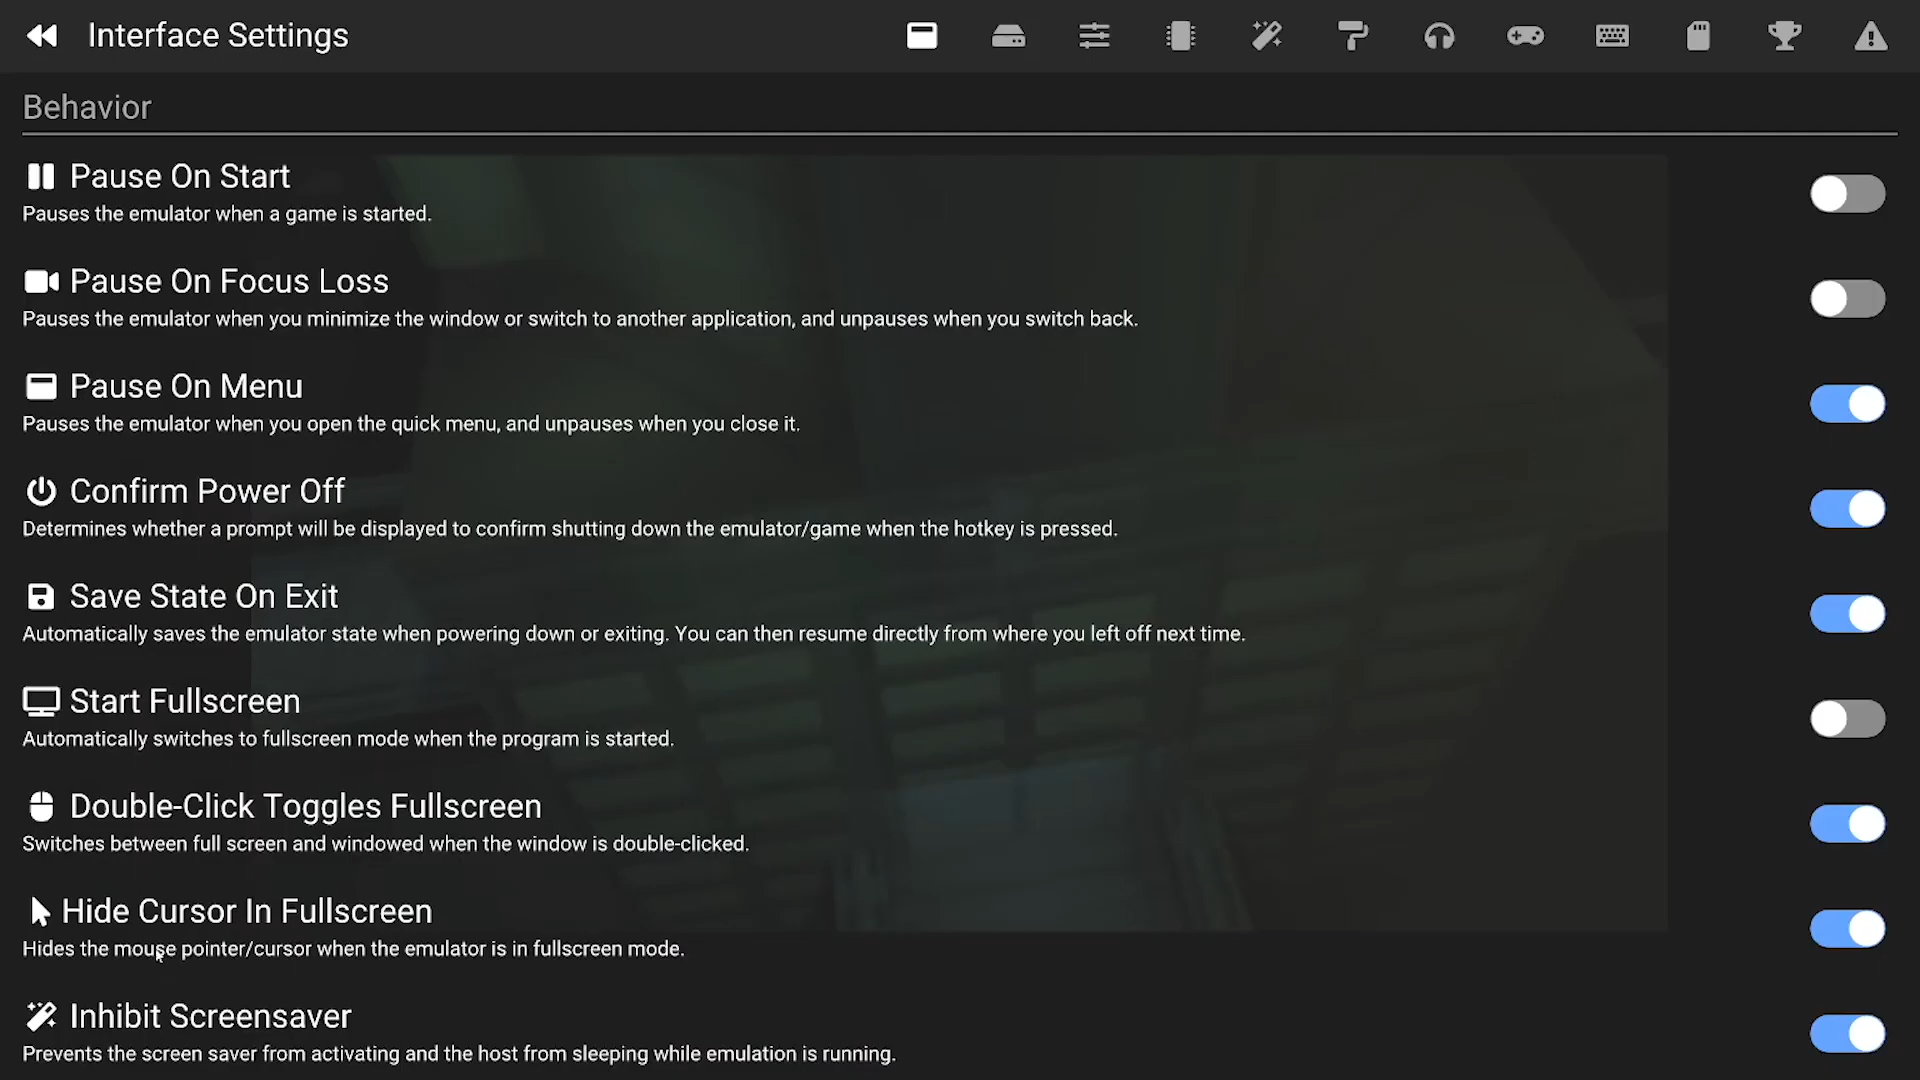 Interface Settings
Behavior
Pause On Start
Pauses the emulator when a game is started.
Pause On Focus Loss
Pauses the emulator when you minimize the window or switch to another application, and unpauses when you switch back.
Pause On Menu
Pauses the emulator when you open the quick menu, and unpauses when you close it.
Confirm Power Off
Determines whether a prompt will be displayed to confirm shutting down the emulator/game when the hotkey is pressed.
Save State On Exit
Automatically saves the emulator state when powering down or exiting. You can then resume directly from where you left off next time.
Start Fullscreen
Automatically switches to fullscreen mode when the program is started.
Double-Click Toggles Fullscreen
Switches between full screen and windowed when the window is double-clicked.
Hide Cursor In Fullscreen
Hides the mouse pointer/cursor when the emulator is in fullscreen mode.
Inhibit Screensaver
Prevents the screen saver from activating and the host from sleeping while emulation is running.